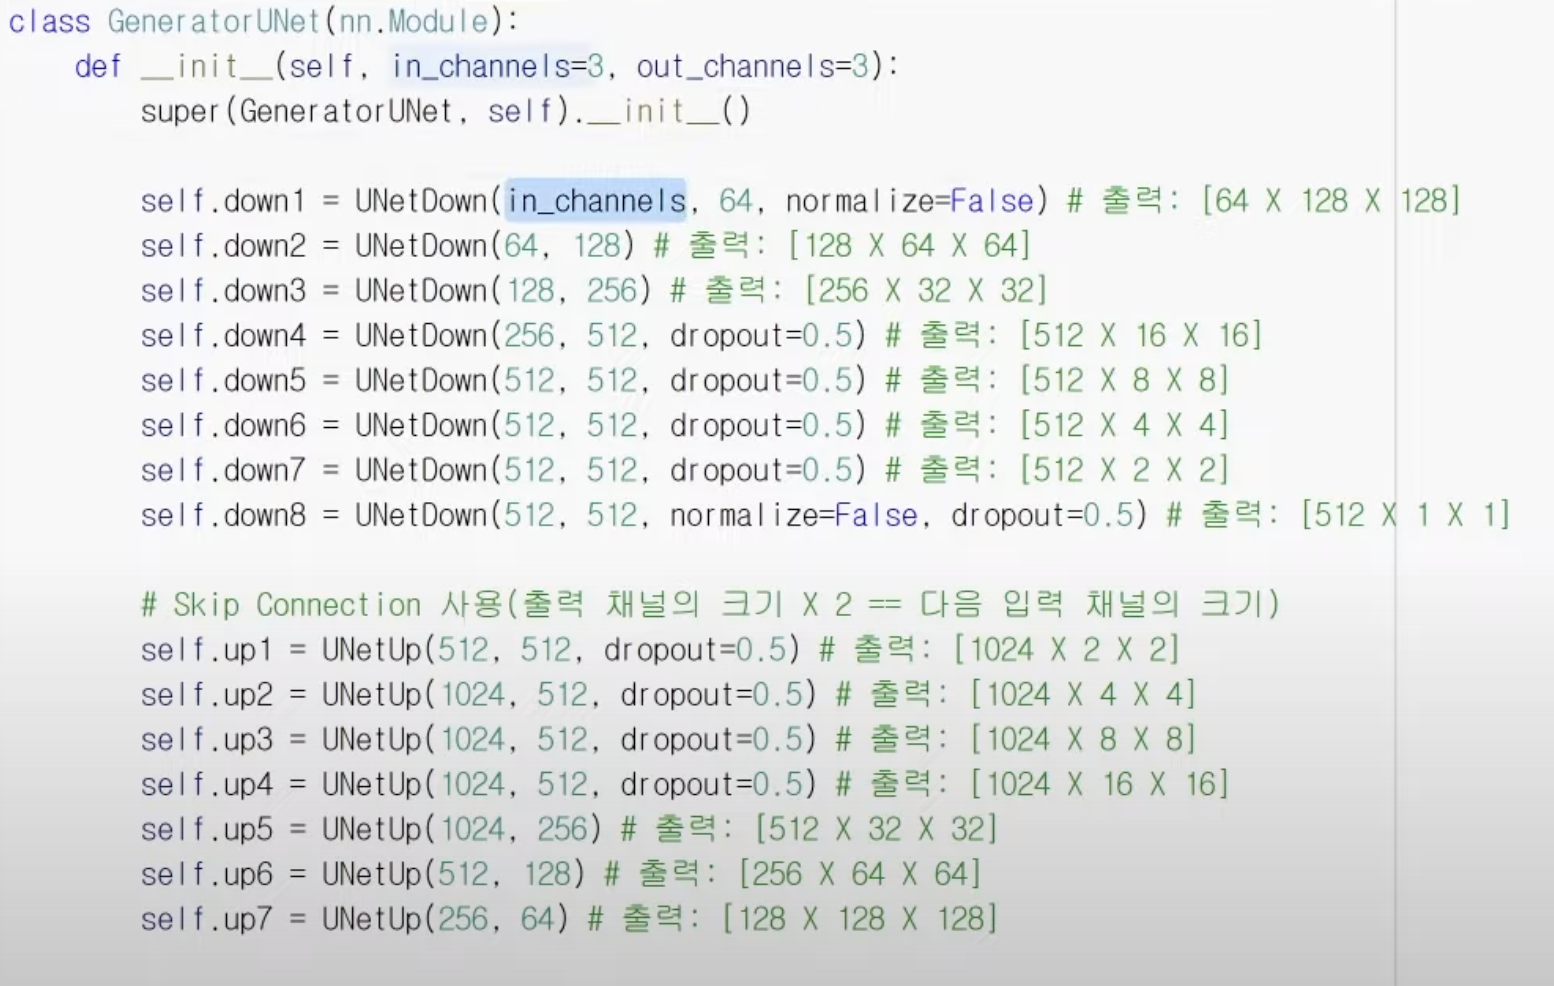 class GeneratorUNet(nn.Module):
    def __init__(self, in_channels=3, out_channels=3):
        super(GeneratorUNet, self).__init__()
        self.down1 = UNetDown(in_channels, 64, normalize=False) # 출력: [64 X 128 X 128]
        self.down2 = UNetDown(64, 128) # 출력: [128 X 64 X 64]
        self.down3 = UNetDown(128, 256) # 출력: [256 X 32 X 32]
        self.down4 = UNetDown(256, 512, dropout=0.5) # 출력: [512 X 16 X 16]
        self.down5 = UNetDown(512, 512, dropout=0.5) # 출력: [512 X 8 X 8]
        self.down6 = UNetDown(512, 512, dropout=0.5) # 출력: [512 X 4 X 4]
        self.down7 = UNetDown(512, 512, dropout=0.5) # 출력: [512 X 2 X 2]
        self.down8 = UNetDown(512, 512, normalize=False, dropout=0.5) # 출력: [512 X 1 X 1]
        # Skip Connection 사용(출력 채널의 크기 X 2 == 다음 입력 채널의 크기)
        self.up1 = UNetUp(512, 512, dropout=0.5) # 출력: [1024 X 2 X 2]
        self.up2 = UNetUp(1024, 512, dropout=0.5) # 출력: [1024 X 4 X 4]
        self.up3 = UNetUp(1024, 512, dropout=0.5) # 출력: [1024 X 8 X 8]
        self.up4 = UNetUp(1024, 512, dropout=0.5) # 출력: [1024 X 16 X 16]
        self.up5 = UNetUp(1024, 256) # 출력: [512 X 32 X 32]
        self.up6 = UNetUp(512, 128) # 출력: [256 X 64 X 64]
        self.up7 = UNetUp(256, 64) # 출력: [128 X 128 X 128]